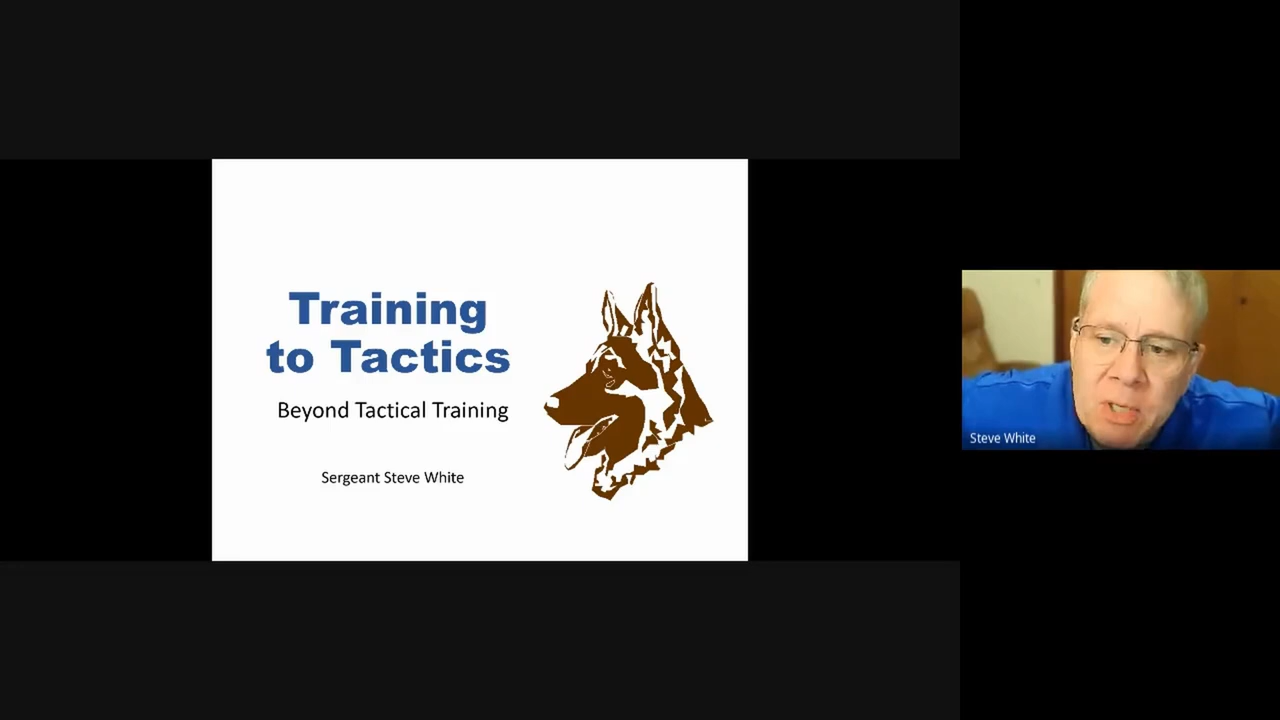 Training
to Tactics
Beyond Tactical Training
Sergeant Steve White
Steve White